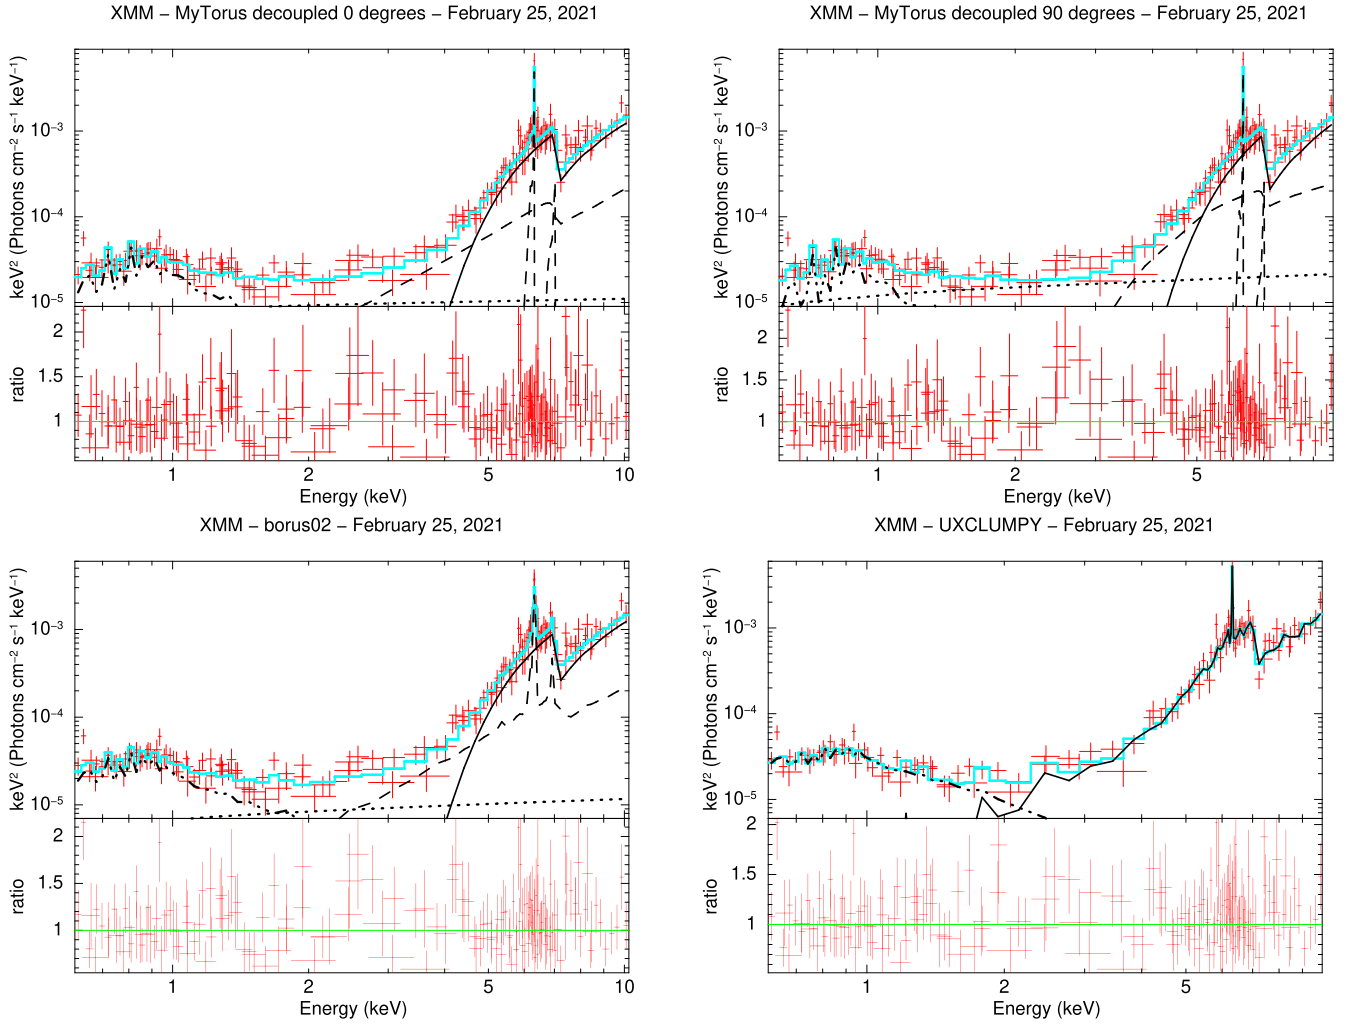 XMM − MyTorus decoupled 0 degrees − February 25, 2021
keV² (Photons cm⁻² s⁻¹ keV⁻¹)
10⁻³
10⁻⁴
10⁻⁵
ratio
2
1.5
1
1 2 5 10
Energy (keV)
XMM − MyTorus decoupled 90 degrees − February 25, 2021
keV² (Photons cm⁻² s⁻¹ keV⁻¹)
10⁻³
10⁻⁴
10⁻⁵
ratio
2
1.5
1
1 2 5
Energy (keV)
XMM − borus02 − February 25, 2021
keV² (Photons cm⁻² s⁻¹ keV⁻¹)
10⁻³
10⁻⁴
10⁻⁵
ratio
2
1.5
1
1 2 5 10
Energy (keV)
XMM − UXCLUMPY − February 25, 2021
keV² (Photons cm⁻² s⁻¹ keV⁻¹)
10⁻³
10⁻⁴
10⁻⁵
ratio
2
1.5
1
1 2 5
Energy (keV)